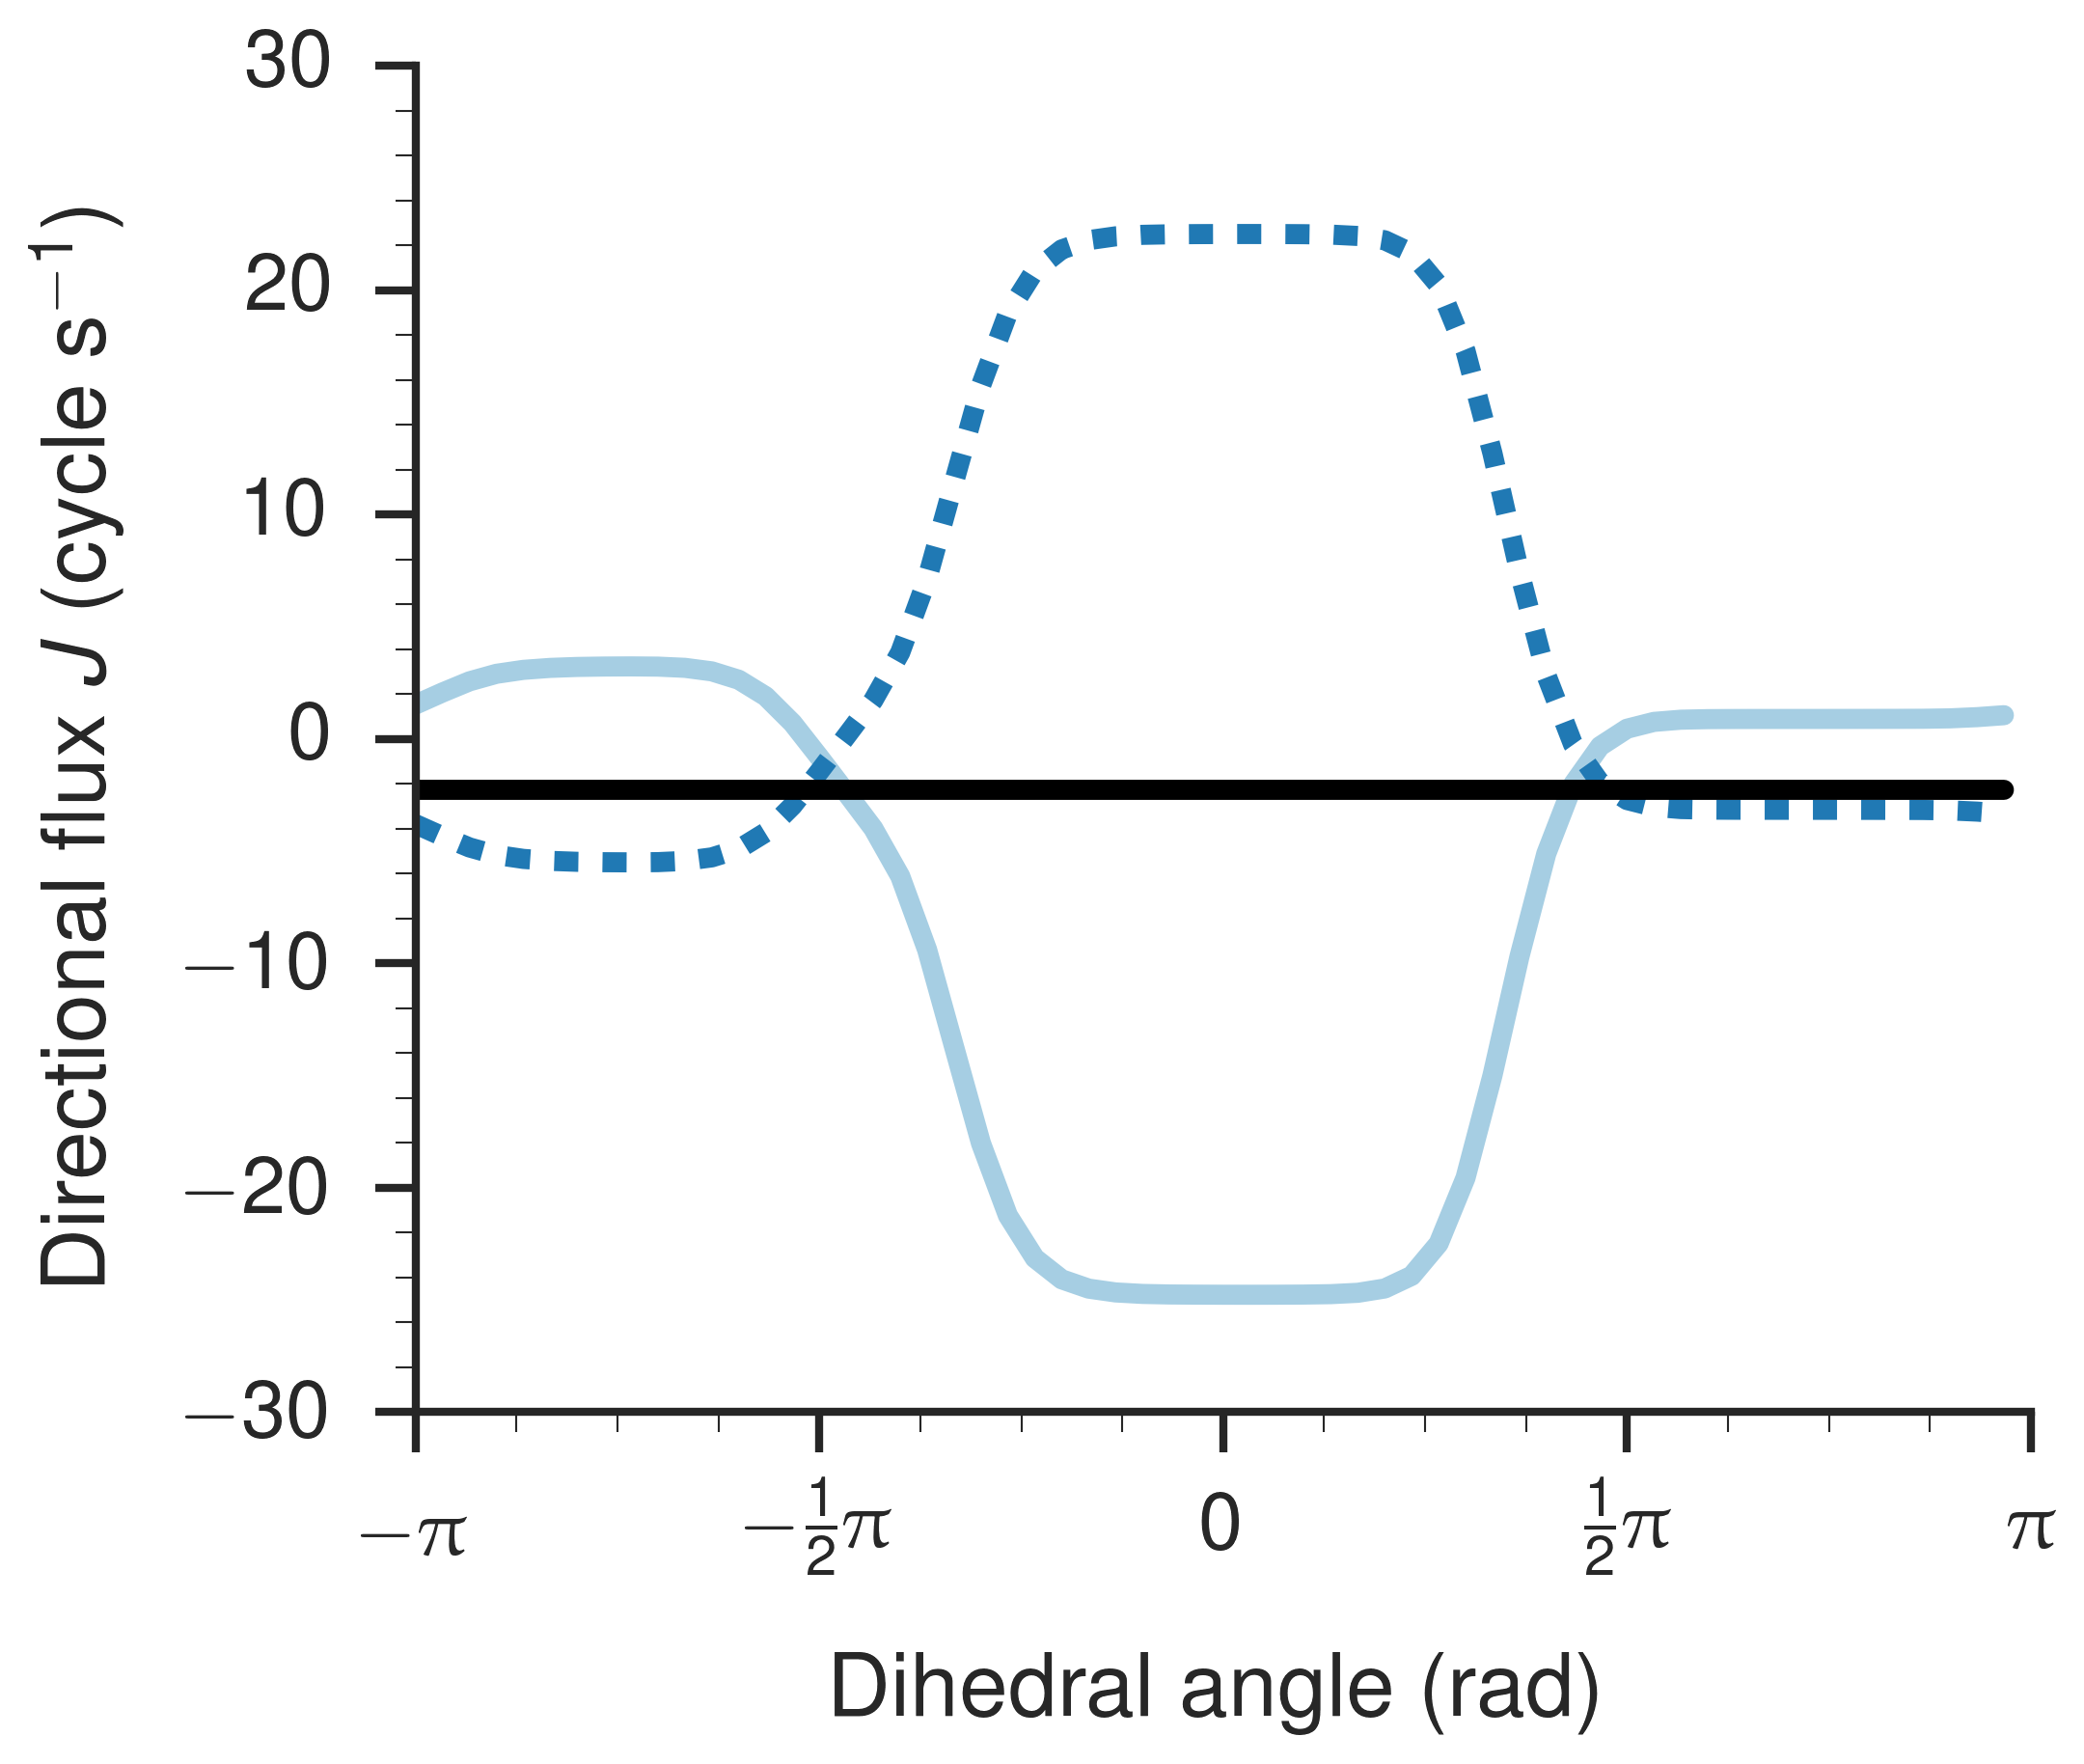 Directional flux J (cycle s⁻¹)
30
20
10
0
−10
−20
−30
−π
−½π
0
½π
π
Dihedral angle (rad)